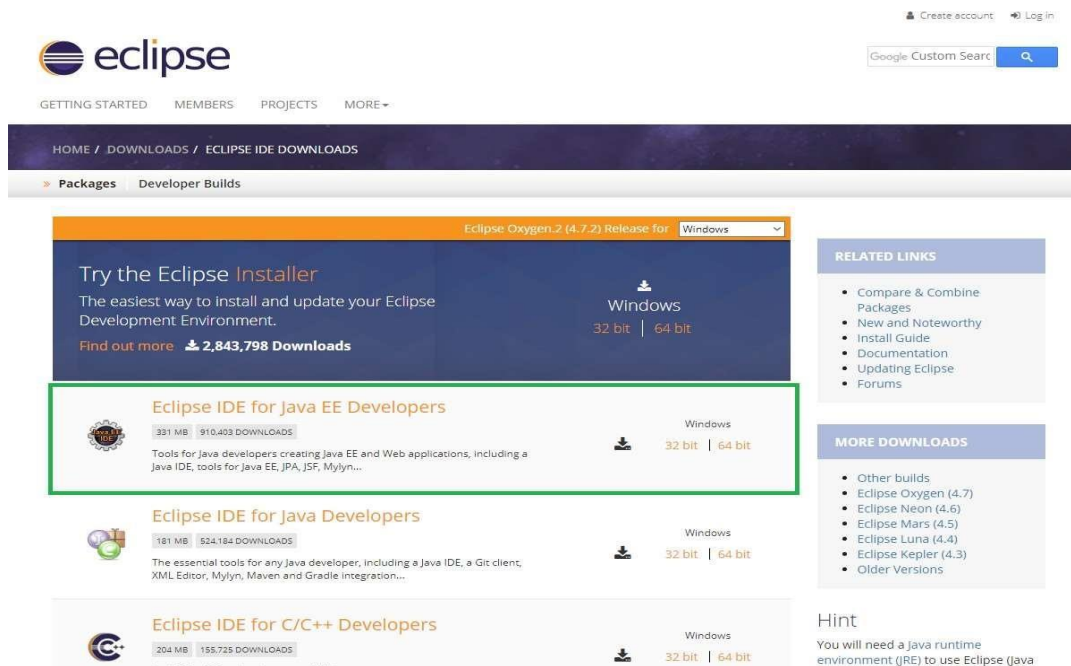 Create account Log in
eclipse
Google Custom Searc
GETTING STARTED MEMBERS PROJECTS MORE
HOME / DOWNLOADS / ECLIPSE IDE DOWNLOADS
Packages Developer Builds
Eclipse Oxygen.2 (4.7.2) Release for Windows
Try the Eclipse Installer
The easiest way to install and update your Eclipse
Development Environment.
Find out more 2,843,798 Downloads
Windows
32 bit | 64 bit
Java EE
IDE
Eclipse IDE for Java EE Developers
331 MB 910,403 DOWNLOADS
Tools for Java developers creating Java EE and Web applications, including a
Java IDE, tools for Java EE, JPA, JSF, Mylyn...
Windows
32 bit | 64 bit
Eclipse IDE for Java Developers
181 MB 524,184 DOWNLOADS
The essential tools for any Java developer, including a Java IDE, a Git client,
XML Editor, Mylyn, Maven and Gradle integration...
Windows
32 bit | 64 bit
Eclipse IDE for C/C++ Developers
204 MB 155,725 DOWNLOADS
Windows
32 bit | 64 bit
RELATED LINKS
Compare & Combine
Packages
New and Noteworthy
Install Guide
Documentation
Updating Eclipse
Forums
MORE DOWNLOADS
Other builds
Eclipse Oxygen (4.7)
Eclipse Neon (4.6)
Eclipse Mars (4.5)
Eclipse Luna (4.4)
Eclipse Kepler (4.3)
Older Versions
Hint
You will need a Java runtime
environment (JRE) to use Eclipse (Java